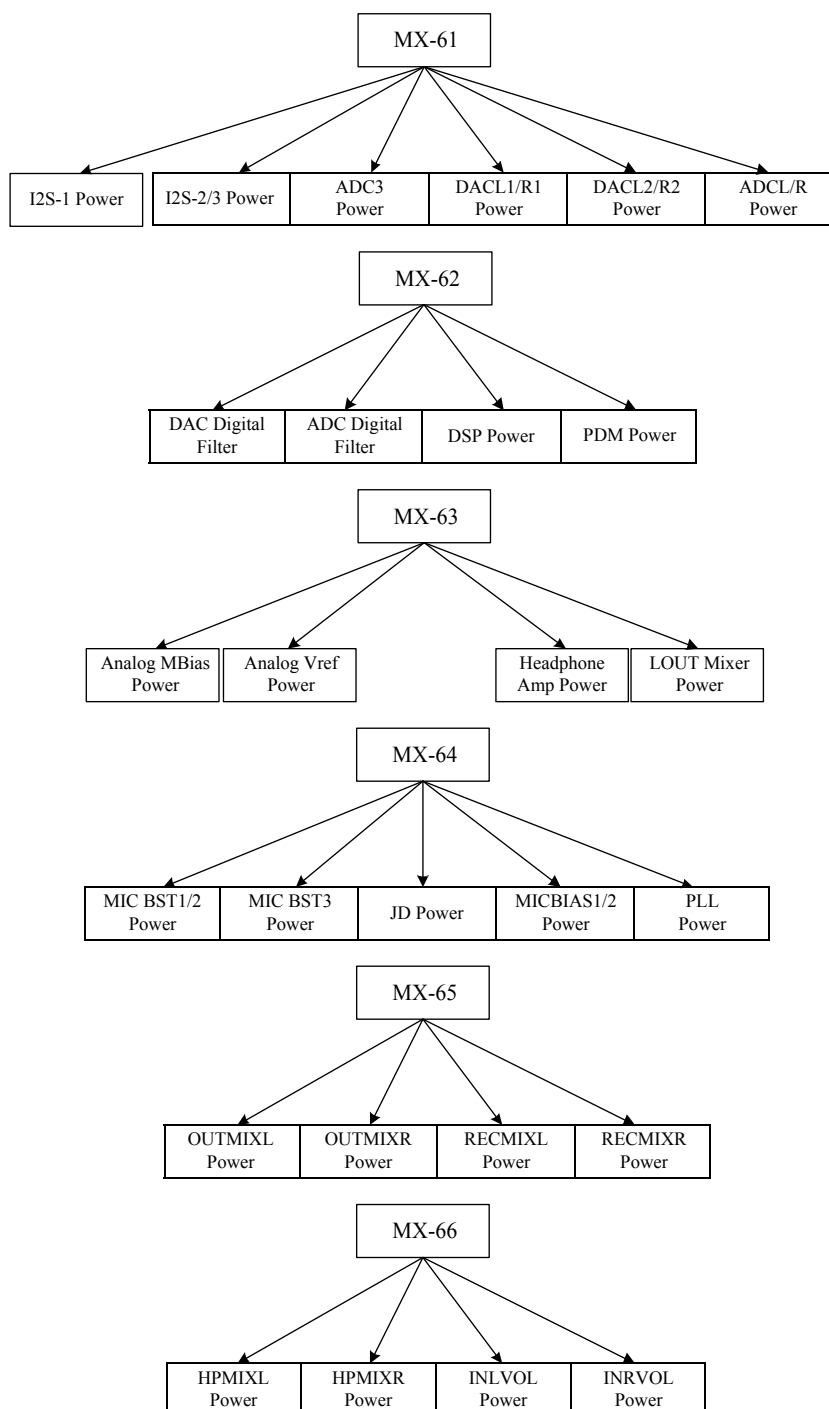 MX-61
I2S-1 Power
I2S-2/3 Power
ADC3
Power
DACL1/R1
Power
DACL2/R2
Power
ADCL/R
Power
MX-62
DAC Digital
Filter
ADC Digital
Filter
DSP Power
PDM Power
MX-63
Analog MBias
Power
Analog Vref
Power
Headphone
Amp Power
LOUT Mixer
Power
MX-64
MIC BST1/2
Power
MIC BST3
Power
JD Power
MICBIAS1/2
Power
PLL
Power
MX-65
OUTMIXL
Power
OUTMIXR
Power
RECMIXL
Power
RECMIXR
Power
MX-66
HPMIXL
Power
HPMIXR
Power
INLVOL
Power
INRVOL
Power